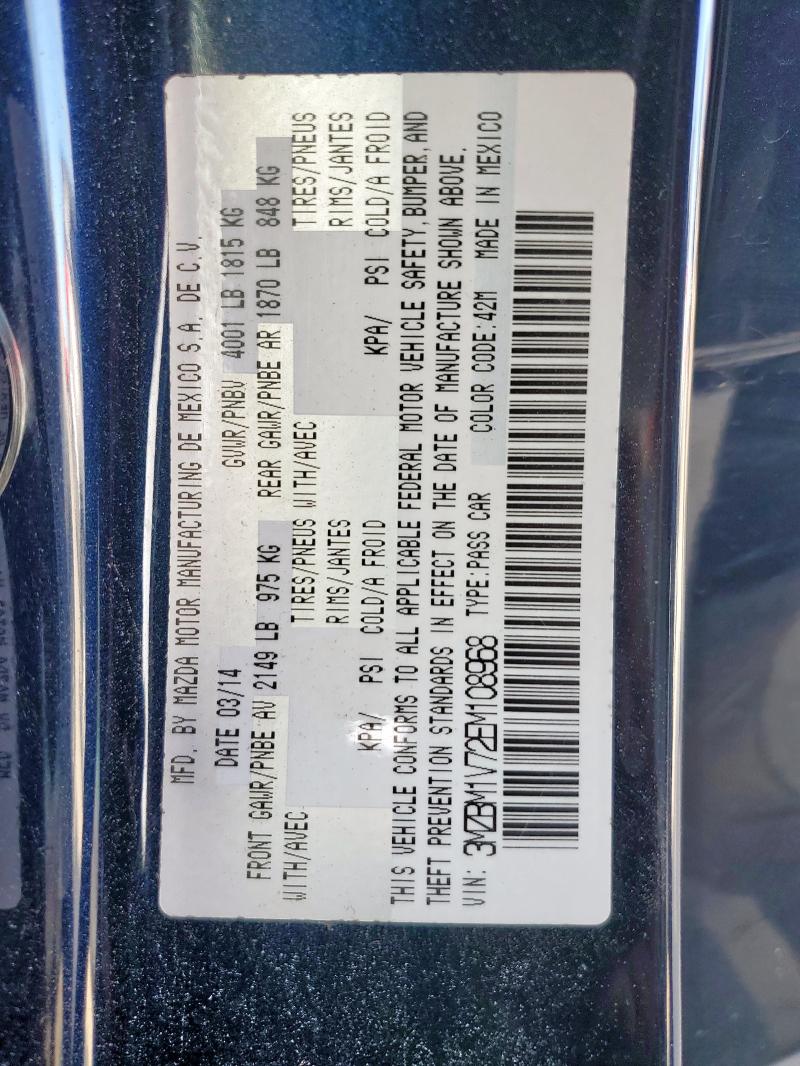 MFD. BY MAZDA MOTOR MANUFACTURING DE MEXICO S.A. DE C.V.
DATE 03/14 GVWR/PNBV 4001 LB 1815 KG
FRONT GAWR/PNBE AV 2149 LB 975 KG REAR GAWR/PNBE AR 1870 LB 848 KG
WITH/AVEC TIRES/PNEUS WITH/AVEC TIRES/PNEUS
RIMS/JANTES RIMS/JANTES
KPA/ PSI COLD/A FROID KPA/ PSI COLD/A FROID
THIS VEHICLE CONFORMS TO ALL APPLICABLE FEDERAL MOTOR VEHICLE SAFETY, BUMPER, AND
THEFT PREVENTION STANDARDS IN EFFECT ON THE DATE OF MANUFACTURE SHOWN ABOVE.
VIN: 3MZBM1V72EM108968 TYPE:PASS CAR COLOR CODE:42M MADE IN MEXICO